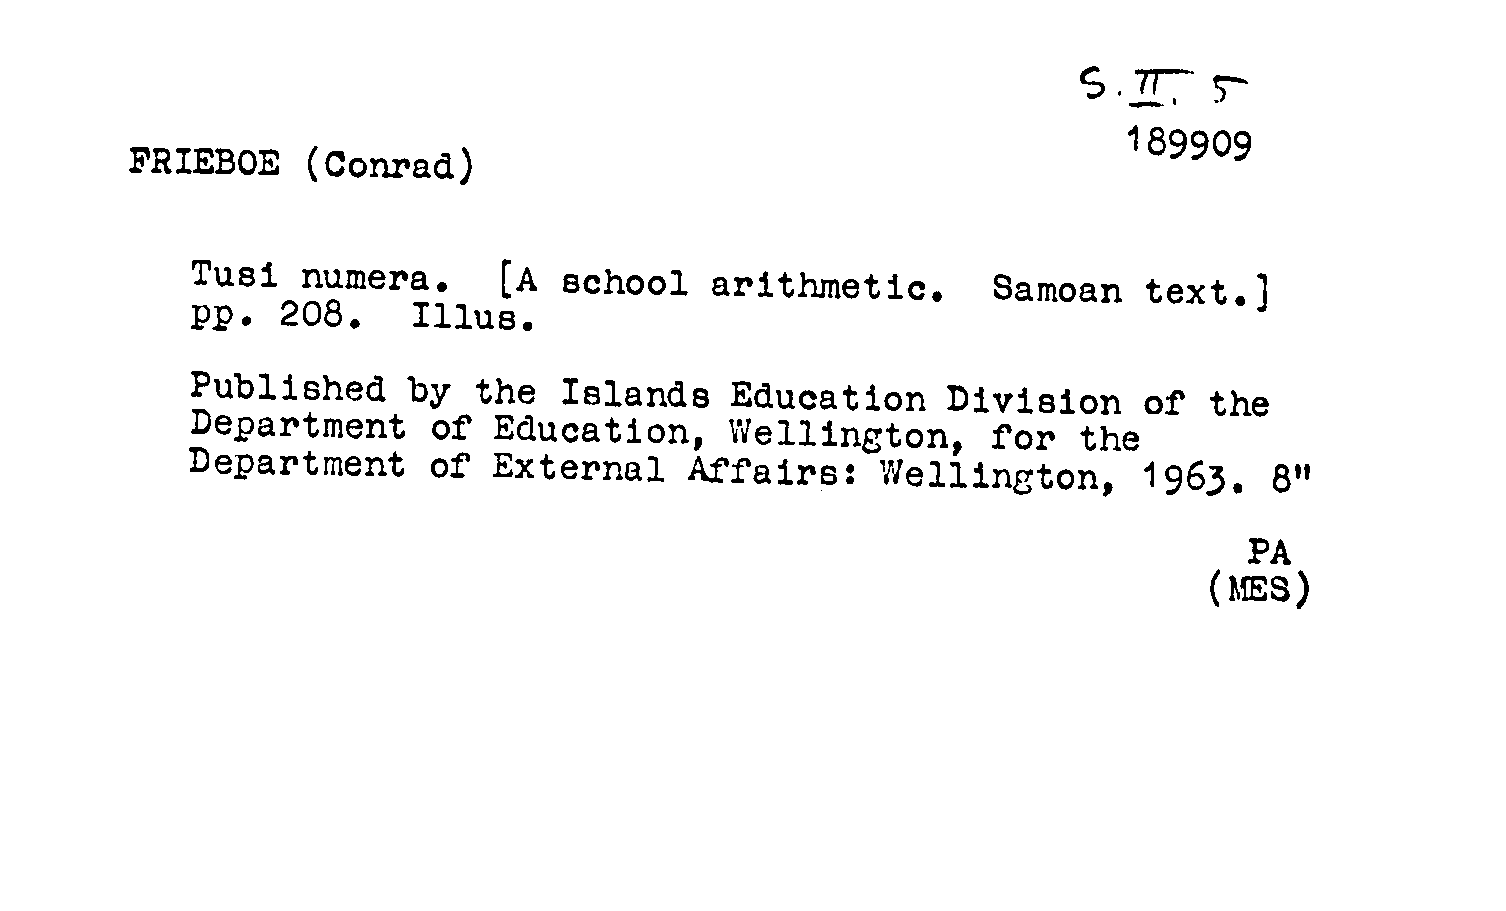 S. II. 5
189909
FRIEBOE (Conrad)
Tusi numera. [A school arithmetic. Samoan text.]
pp. 208. Illus.
Published by the Islands Education Division of the
Department of Education, Wellington, for the
Department of External Affairs: Wellington, 1963. 8"
PA
(MES)